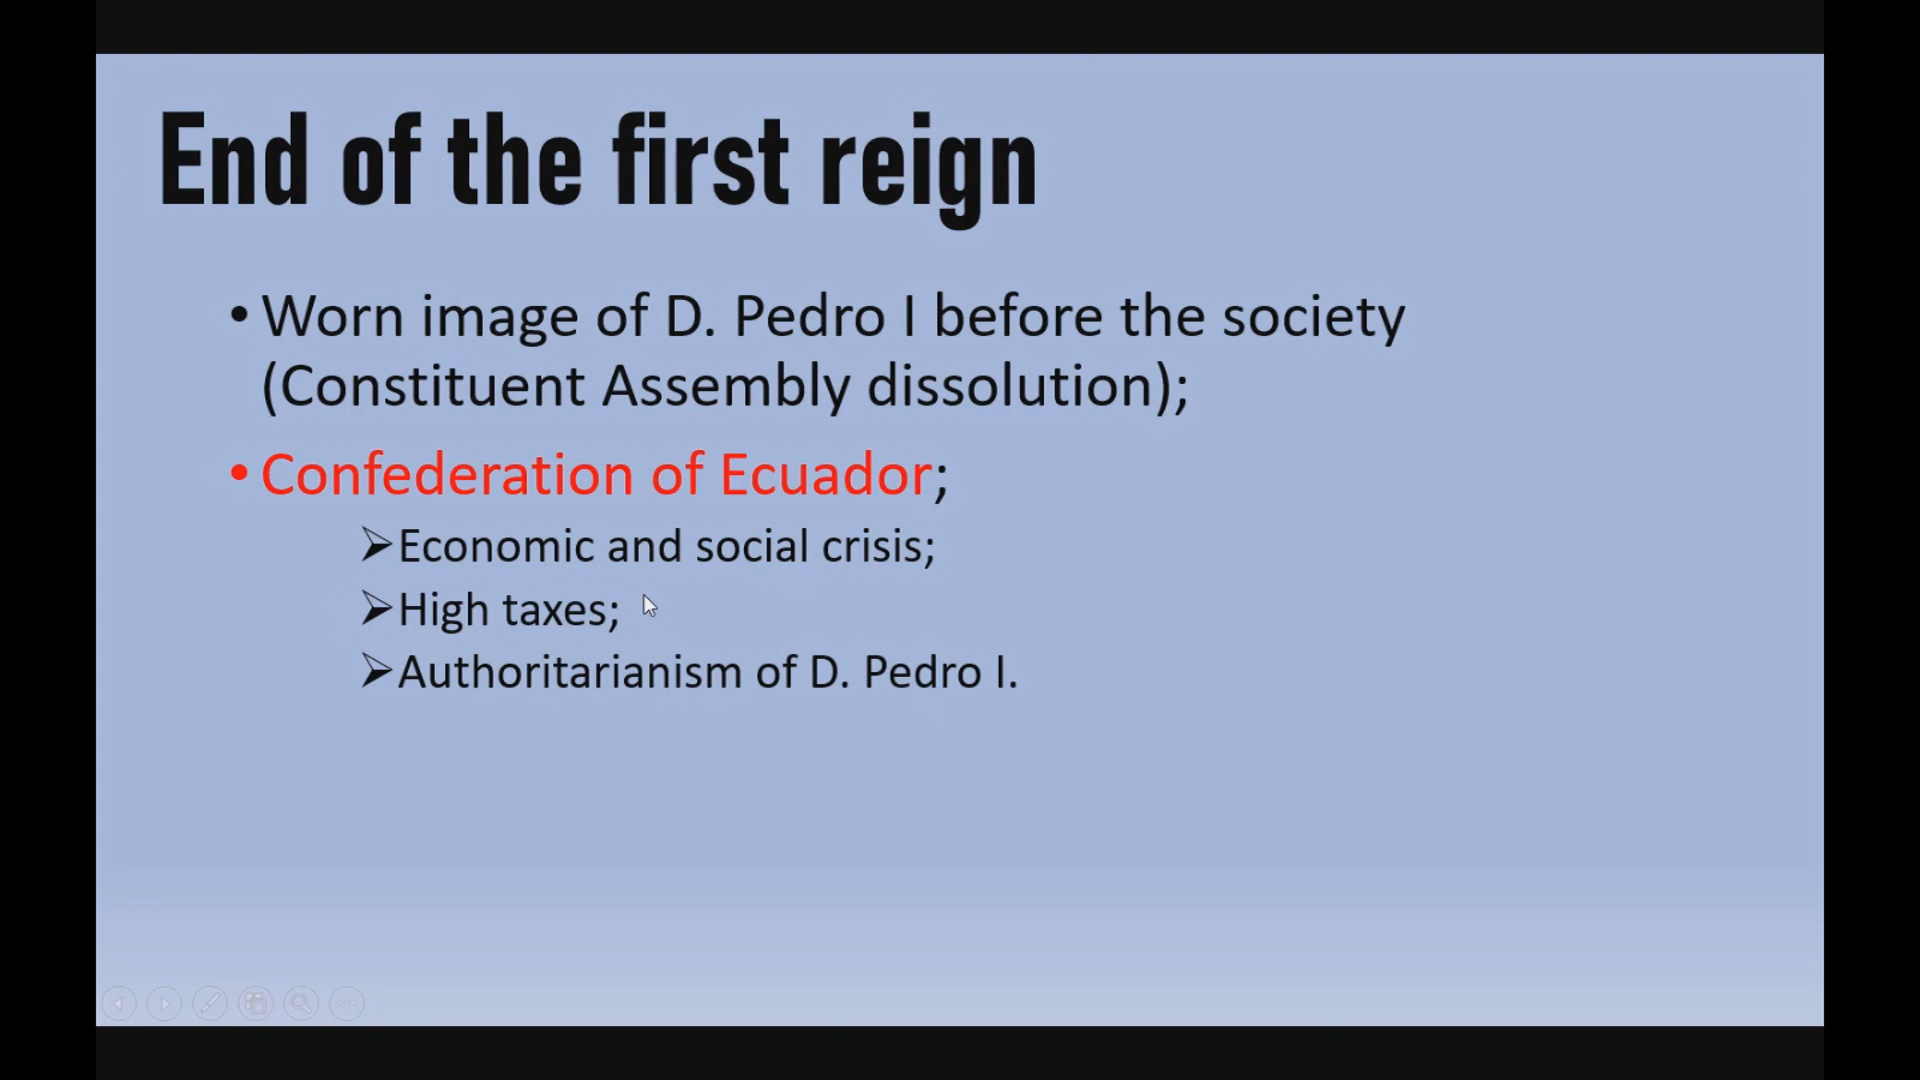 End of the first reign
• Worn image of D. Pedro I before the society
(Constituent Assembly dissolution);
• Confederation of Ecuador;
➢Economic and social crisis;
➢High taxes;
➢Authoritarianism of D. Pedro I.